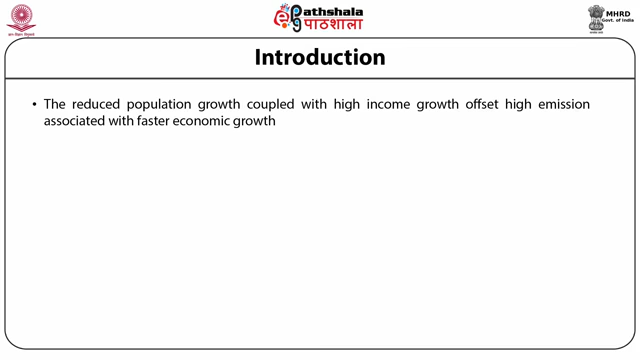 ePathshala
पाठशाला
MHRD
Govt. of India
Introduction
• The reduced population growth coupled with high income growth offset high emission
associated with faster economic growth